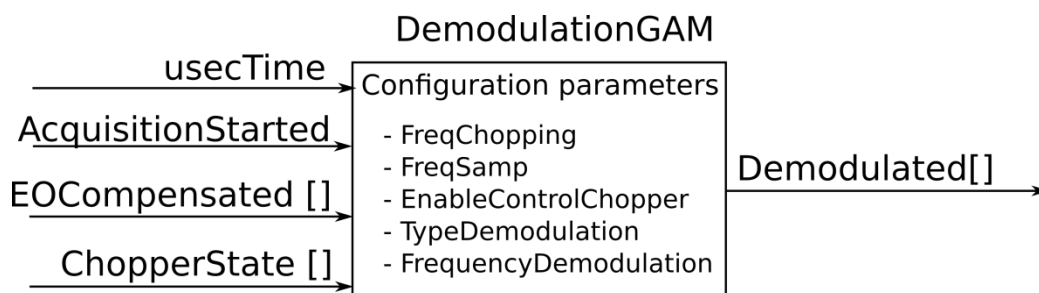 DemodulationGAM
usecTime
Configuration parameters
AcquisitionStarted
- FreqChopping
- FreqSamp
Demodulated[]
EOCompensated []
- EnableControlChopper
- TypeDemodulation
ChopperState []
- FrequencyDemodulation